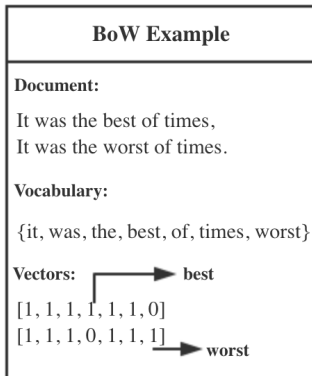 BoW Example
Document:
It was the best of times,
It was the worst of times.
Vocabulary:
{it, was, the, best, of, times, worst}
Vectors: best
[1, 1, 1, 1, 1, 1, 0]
[1, 1, 1, 0, 1, 1, 1]
worst